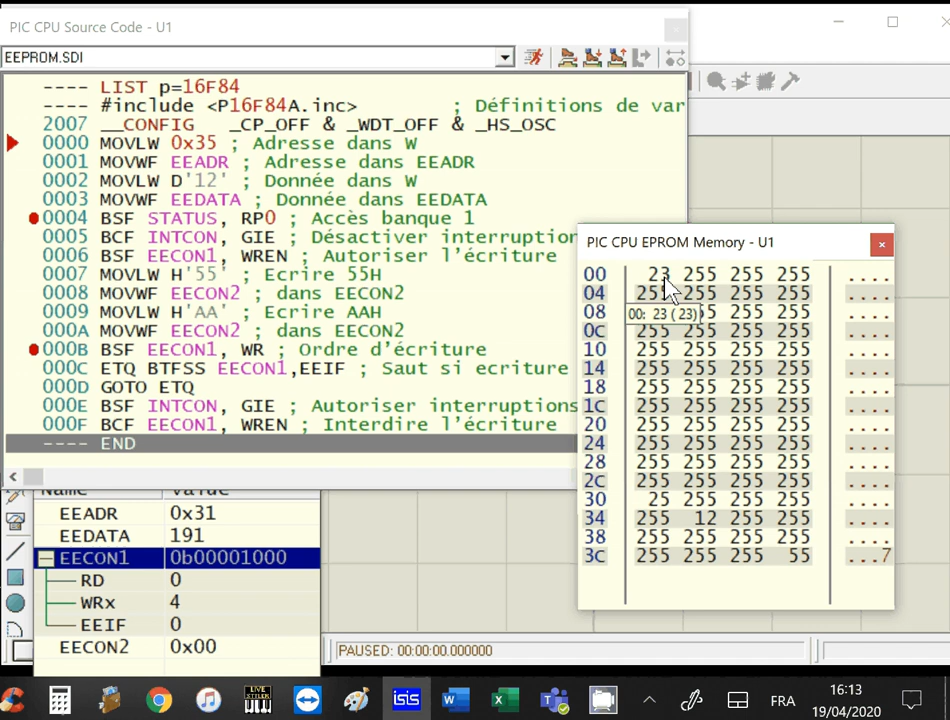 PIC CPU Source Code - U1
EEPROM.SDI
---- LIST p=16F84
---- #include <P16F84A.inc> ; Définitions de var
2007 __CONFIG _CP_OFF & _WDT_OFF & _HS_OSC
0000 MOVLW 0x35 ; Adresse dans W
0001 MOVWF EEADR ; Adresse dans EEADR
0002 MOVLW D'12' ; Donnée dans W
0003 MOVWF EEDATA ; Donnée dans EEDATA
0004 BSF STATUS, RP0 ; Accès banque 1
0005 BCF INTCON, GIE ; Désactiver interruption
0006 BSF EECON1, WREN ; Autoriser l'écriture
0007 MOVLW H'55' ; Ecrire 55H
0008 MOVWF EECON2 ; dans EECON2
0009 MOVLW H'AA' ; Ecrire AAH
000A MOVWF EECON2 ; dans EECON2
000B BSF EECON1, WR ; Ordre d'écriture
000C ETQ BTFSS EECON1,EEIF ; Saut si ecriture
000D GOTO ETQ
000E BSF INTCON, GIE ; Autoriser interruptions
000F BCF EECON1, WREN ; Interdire l'écriture
---- END
PIC CPU EPROM Memory - U1
00 23 255 255 255 ....
04 255 255 255 255 ....
08 255 255 ....
00: 23 (23)
0C 255 255 255 255 ....
10 255 255 255 255 ....
14 255 255 255 255 ....
18 255 255 255 255 ....
1C 255 255 255 255 ....
20 255 255 255 255 ....
24 255 255 255 255 ....
28 255 255 255 255 ....
2C 255 255 255 255 ....
30 25 255 255 255 ....
34 255 12 255 255 ....
38 255 255 255 255 ....
3C 255 255 255 55 ...7
Name Value
EEADR 0x31
EEDATA 191
EECON1 0b00001000
RD 0
WRx 4
EEIF 0
EECON2 0x00
PAUSED: 00:00:00.000000
LIVE
isis
FRA
16:13
19/04/2020